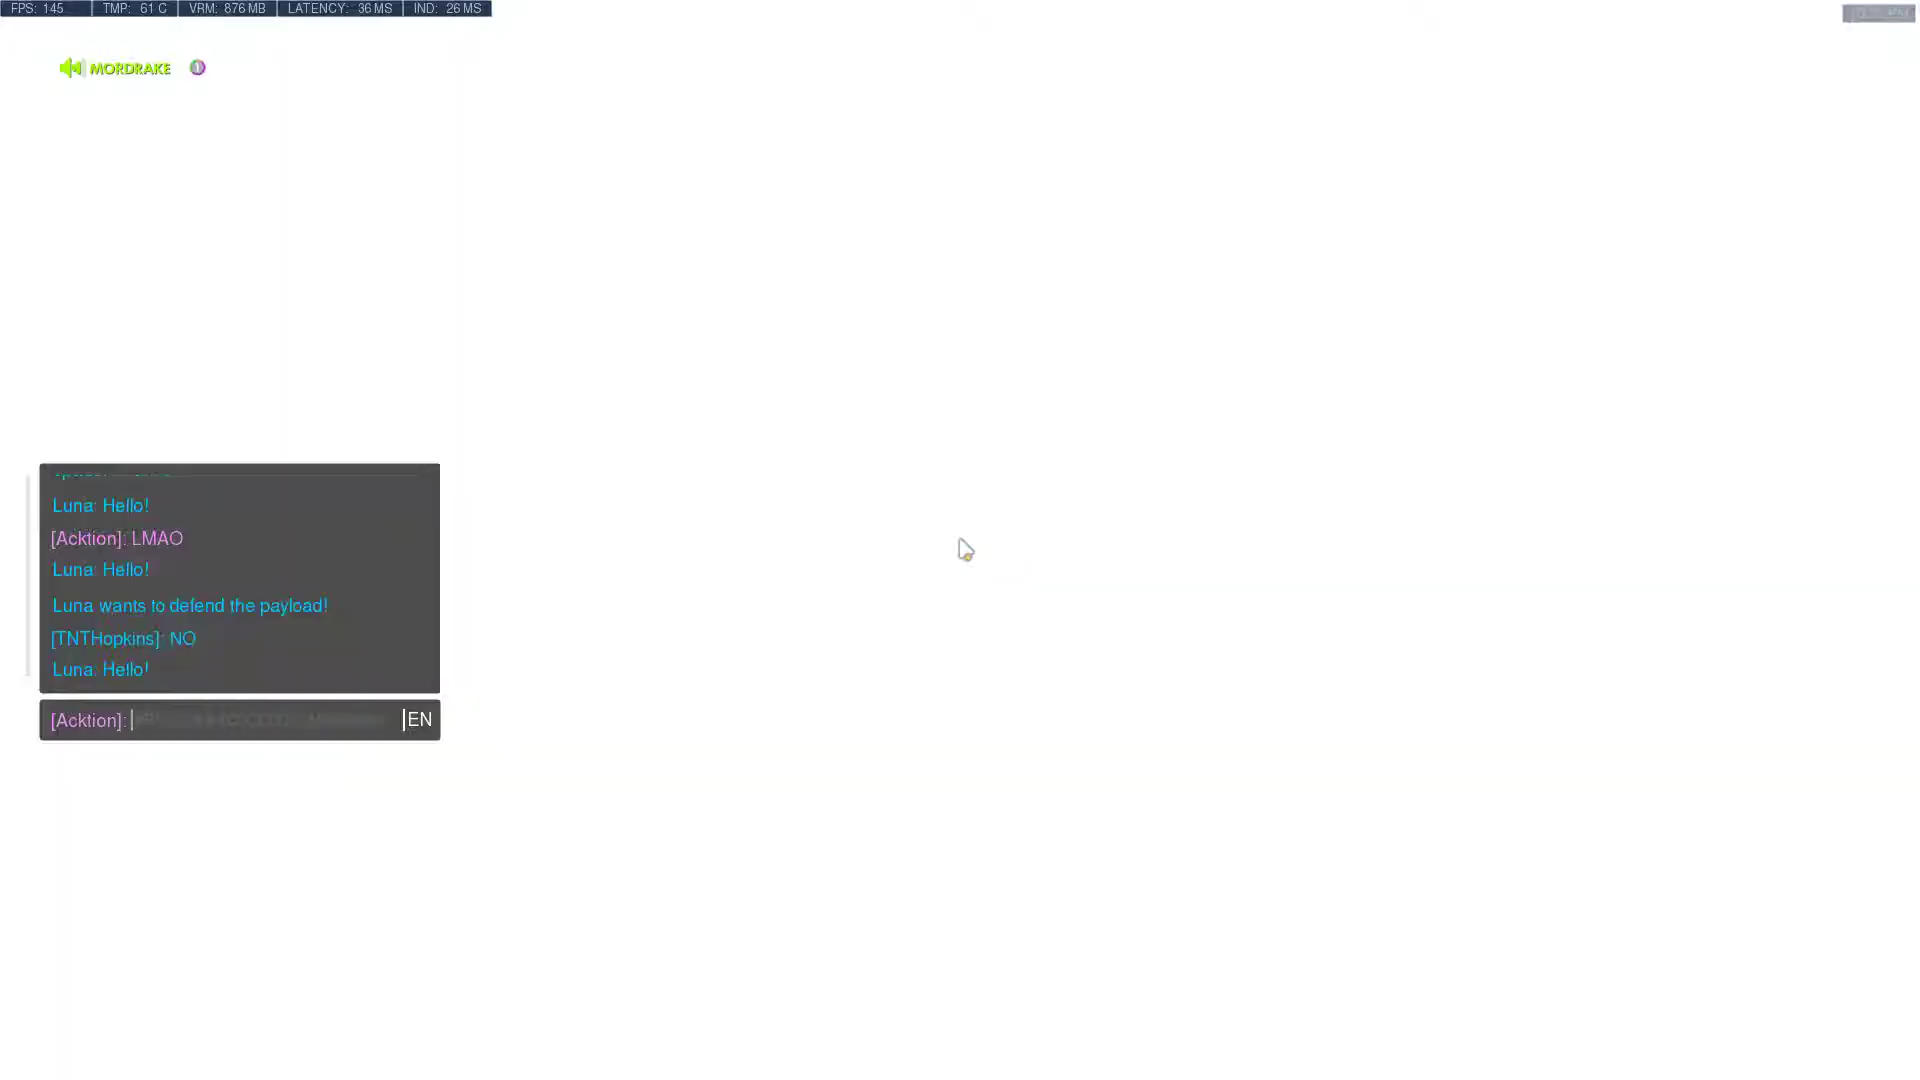 FPS: 145 TMP: 61 C VRM: 876 MB LATENCY: 36 MS IND: 26 MS
MORDRAKE 1
Luna: Hello!
[Acktion]: LMAO
Luna: Hello!
Luna wants to defend the payload!
[TNTHopkins]: NO
Luna: Hello!
[Acktion]: EN